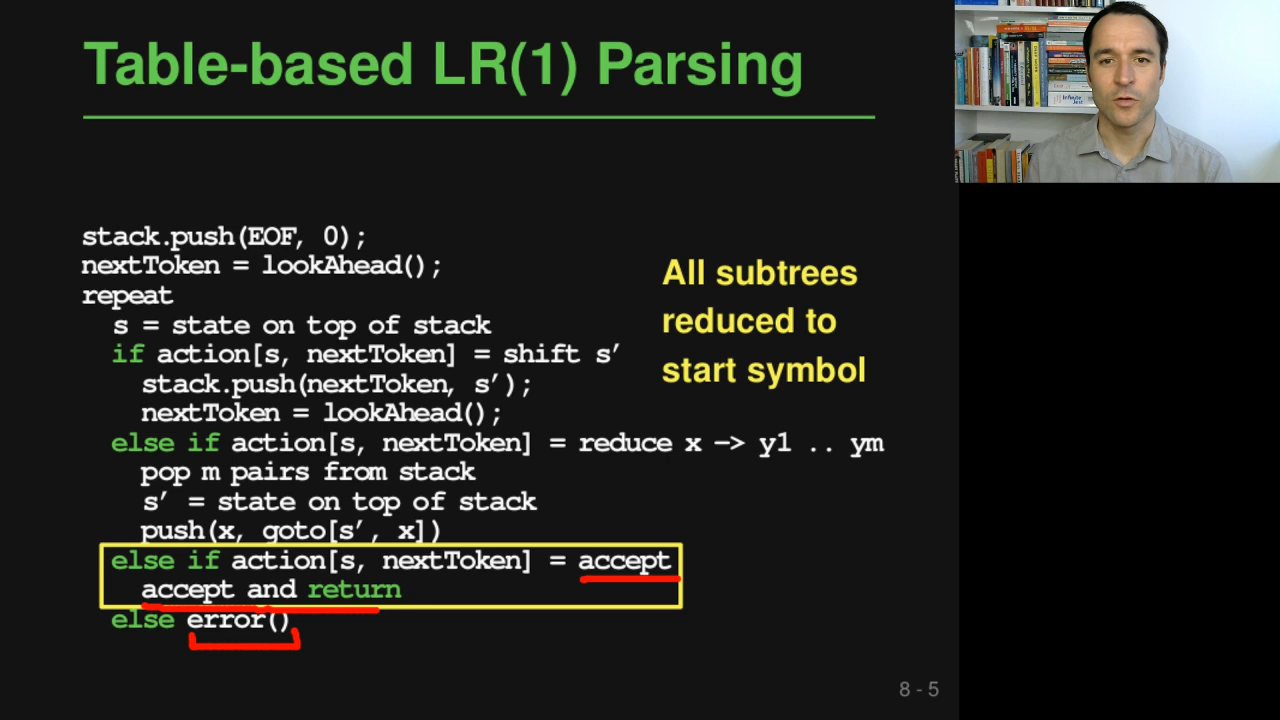 Table-based LR(1) Parsing
stack.push(EOF, 0);
nextToken = lookAhead();
repeat
s = state on top of stack
if action[s, nextToken] = shift s’
stack.push(nextToken, s’);
nextToken = lookAhead();
else if action[s, nextToken] = reduce x -> y1 .. ym
pop m pairs from stack
s’ = state on top of stack
push(x, goto[s’, x])
else if action[s, nextToken] = accept
accept and return
else error()
All subtrees
reduced to
start symbol
8 - 5
Infinite
Jest